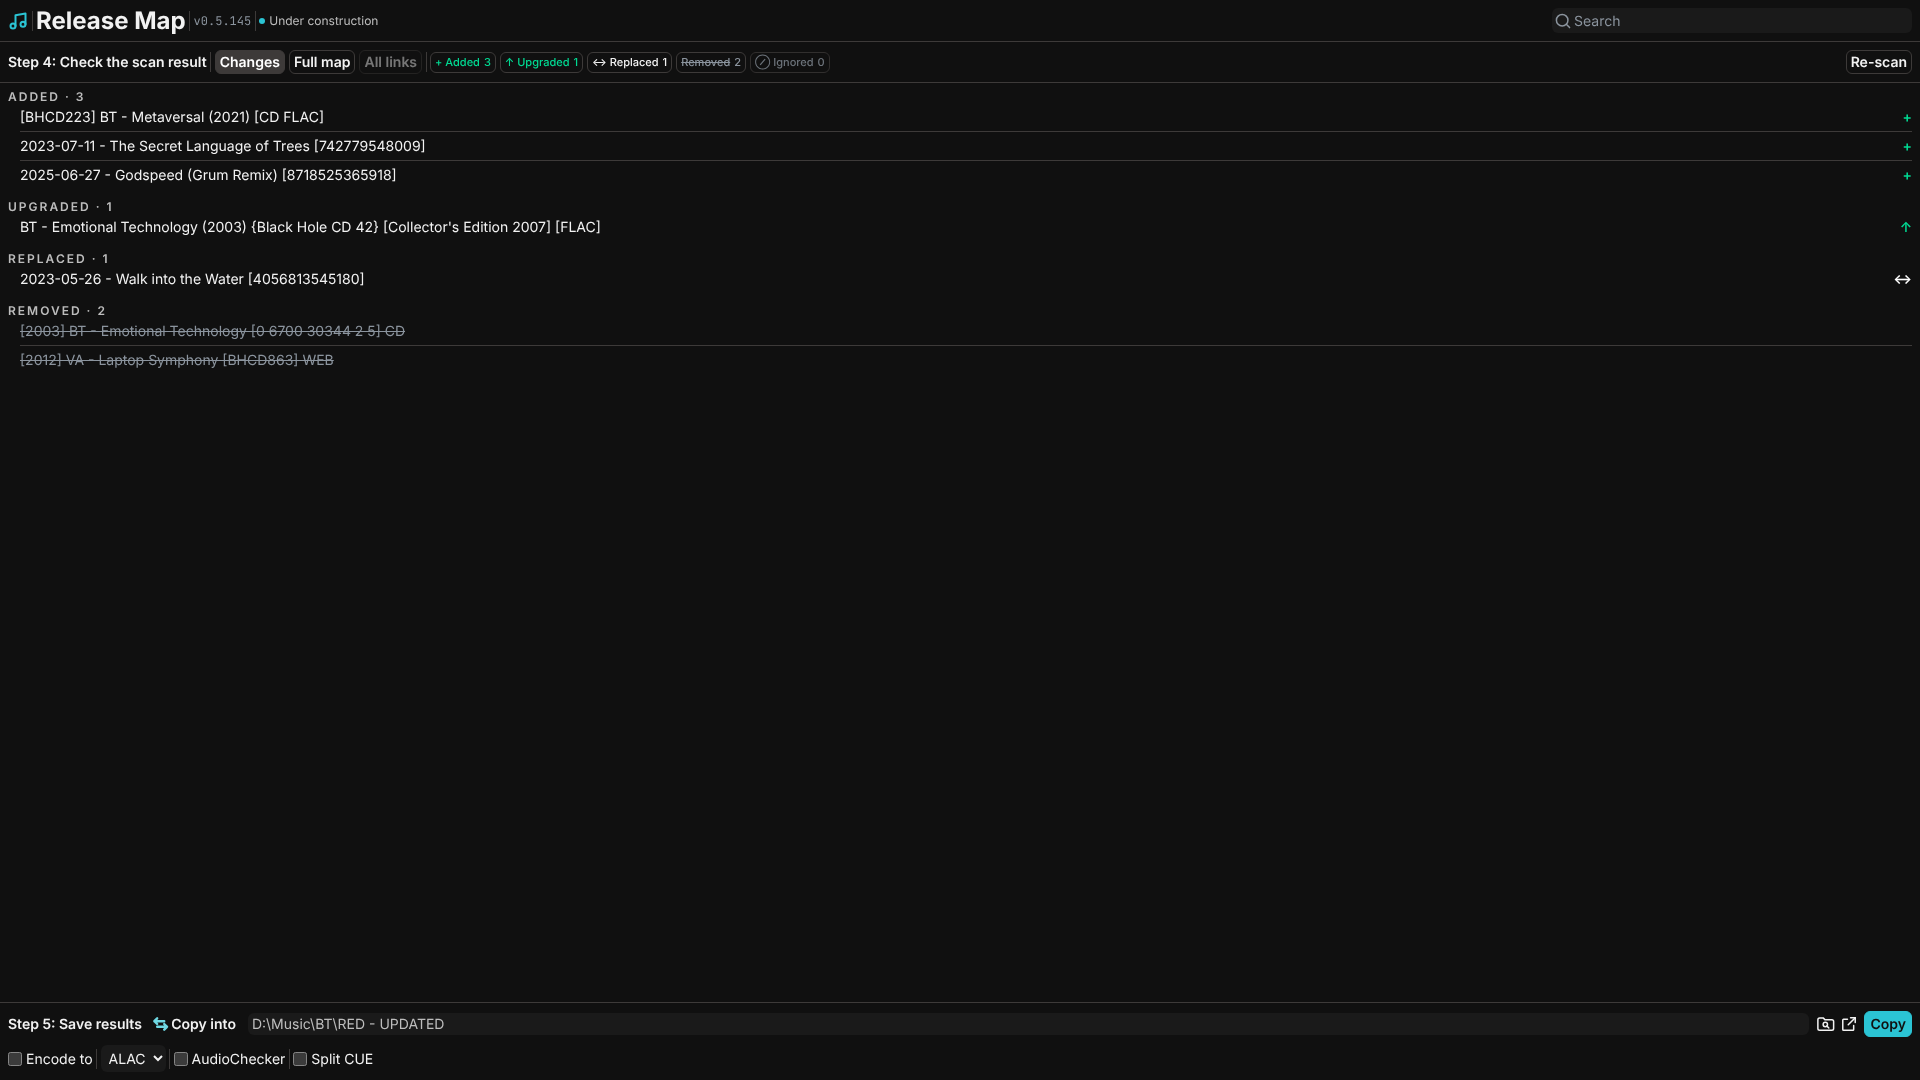 Release Map v0.5.145 Under construction Search
Step 4: Check the scan result Changes Full map All links + Added 3 ↑ Upgraded 1 ↔ Replaced 1 Removed 2 Ignored 0 Re-scan
ADDED · 3
[BHCD223] BT - Metaversal (2021) [CD FLAC] +
2023-07-11 - The Secret Language of Trees [742779548009] +
2025-06-27 - Godspeed (Grum Remix) [8718525365918] +
UPGRADED · 1
BT - Emotional Technology (2003) {Black Hole CD 42} [Collector's Edition 2007] [FLAC] ↑
REPLACED · 1
2023-05-26 - Walk into the Water [4056813545180] ↔
REMOVED · 2
[2003] BT - Emotional Technology [0 6700 30344 2 5] CD
[2012] VA - Laptop Symphony [BHCD863] WEB
Step 5: Save results Copy into D:\Music\BT\RED - UPDATED Copy
Encode to ALAC AudioChecker Split CUE